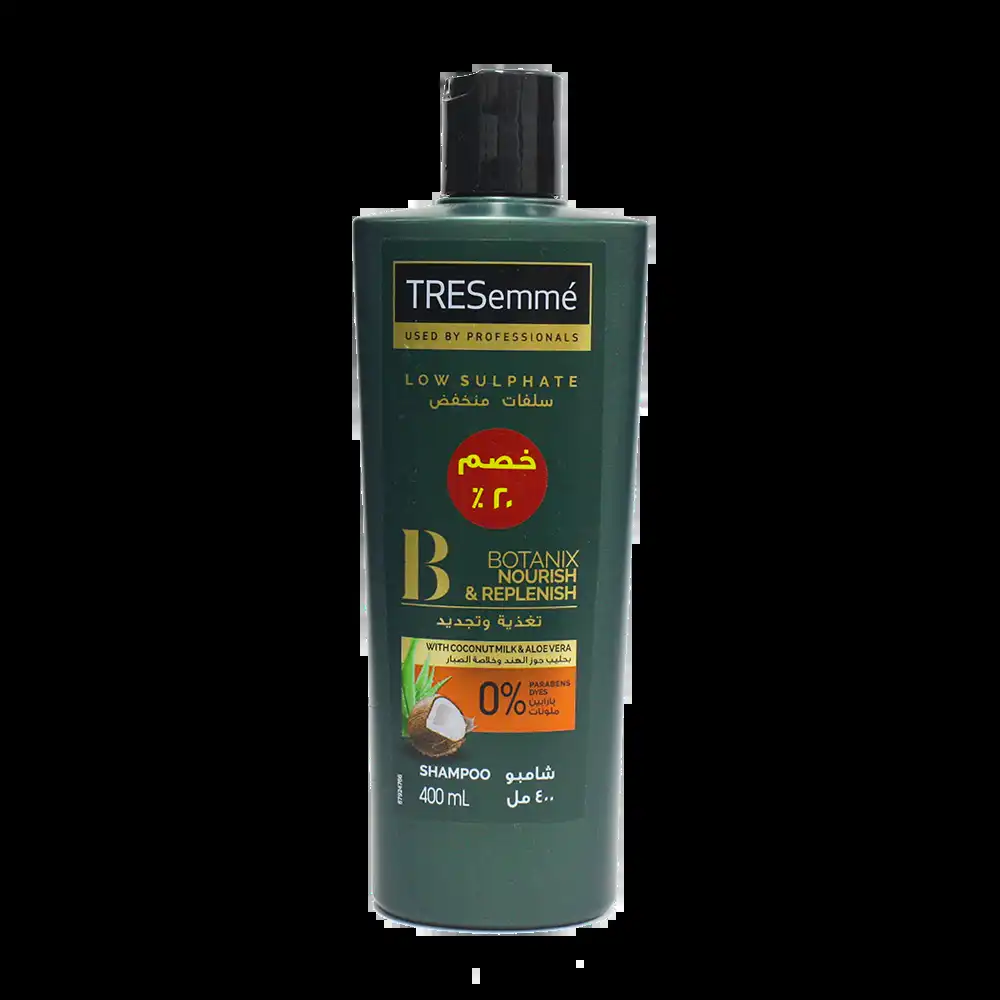 TRESemmé
USED BY PROFESSIONALS
LOW SULPHATE
سلفات منخفض
خصم
٢٠ ٪
B
BOTANIX
NOURISH
& REPLENISH
تغذية وتجديد
WITH COCONUT MILK & ALOE VERA
بحليب جوز الهند وخلاصة الصبار
0% PARABENS
DYES
بارابين
ملونات
SHAMPOO شامبو
400 mL ٤٠٠ مل
67924766